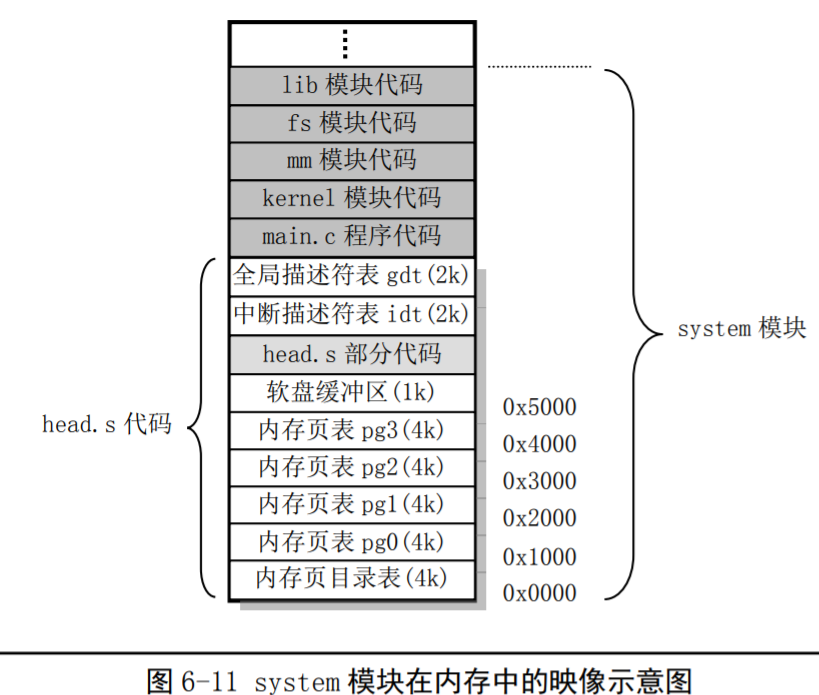 ⋮
lib 模块代码
fs 模块代码
mm 模块代码
kernel 模块代码
main.c 程序代码
全局描述符表 gdt(2k)
中断描述符表 idt(2k)
head.s 部分代码
软盘缓冲区(1k)
内存页表 pg3(4k)
内存页表 pg2(4k)
内存页表 pg1(4k)
内存页表 pg0(4k)
内存页目录表(4k)
head.s 代码
0x5000
0x4000
0x3000
0x2000
0x1000
0x0000
system 模块
图 6-11 system 模块在内存中的映像示意图